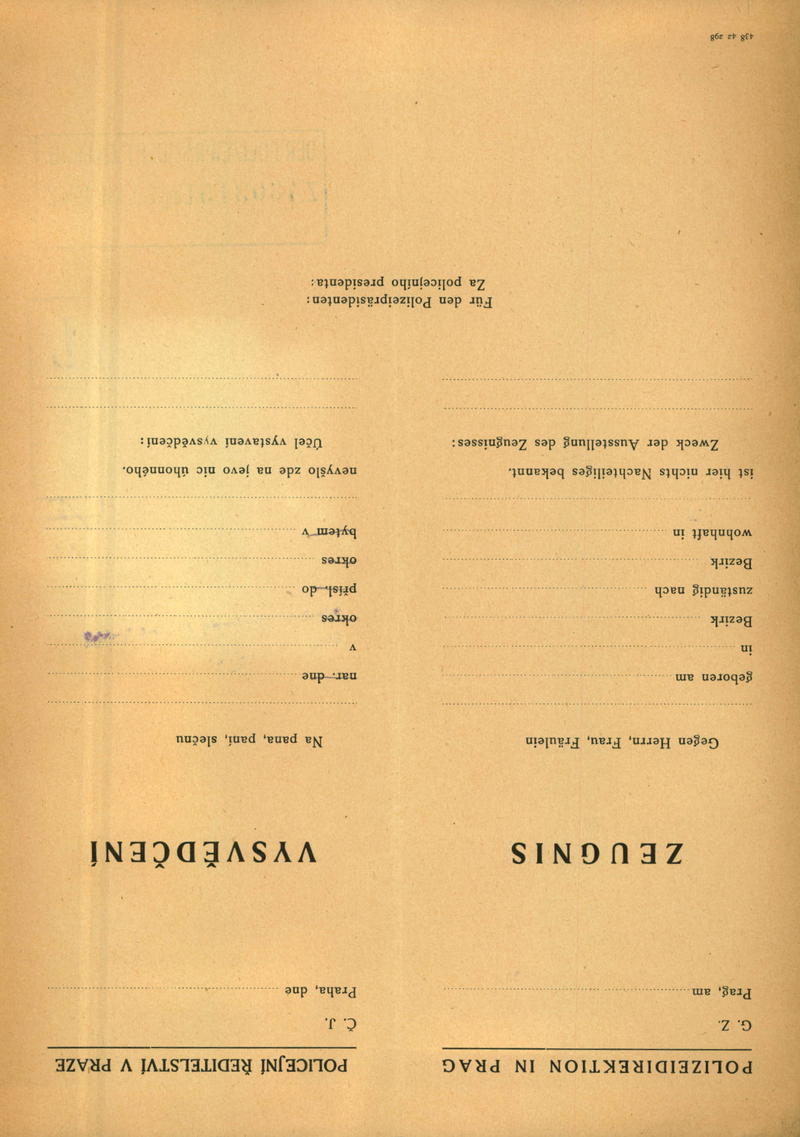 POLIZEIDIREKTION IN PRAG
G. Z.
Prag, am
ZEUGNIS
Gegen Herrn, Frau, Fräulein
geboren am
in
Bezirk
zuständig nach
Bezirk
wohnhaft in
ist hier nichts Nachteiliges bekannt.
Zweck der Ausstellung des Zeugnisses:
POLICEJNÍ ŘEDITELSTVÍ V PRAZE
Č. J.
Praha, dne
VYSVĚDČENÍ
Na pana, paní, slečnu
nar. dne
v
okres
přísl. do
okres
bytem v
nevyšlo zde na jevo nic úhonného.
Účel vystavení vysvědčení:
Für den Polizeipräsidenten:
Za policejního presidenta:
438 42 298